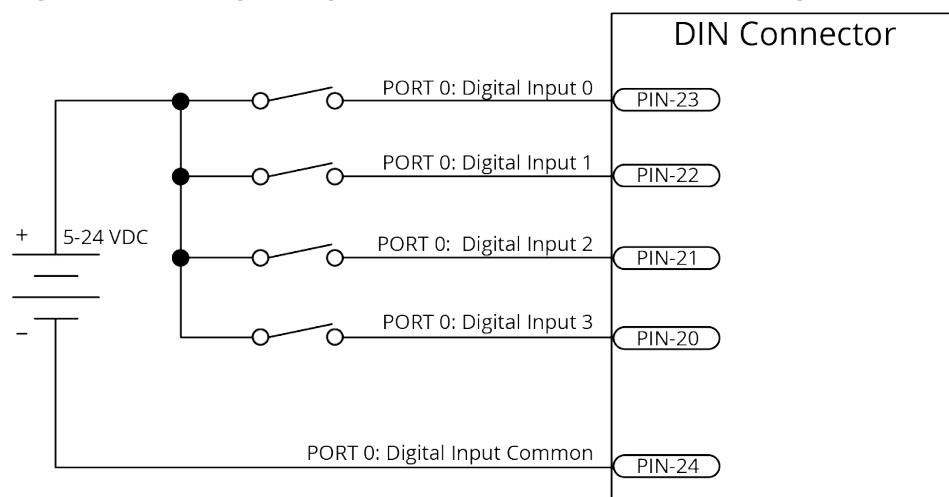 DIN Connector
PORT 0: Digital Input 0
PIN-23
PORT 0: Digital Input 1
PIN-22
+
5-24 VDC
PORT 0:  Digital Input 2
PIN-21
PORT 0: Digital Input 3
PIN-20
–
PORT 0: Digital Input Common
PIN-24